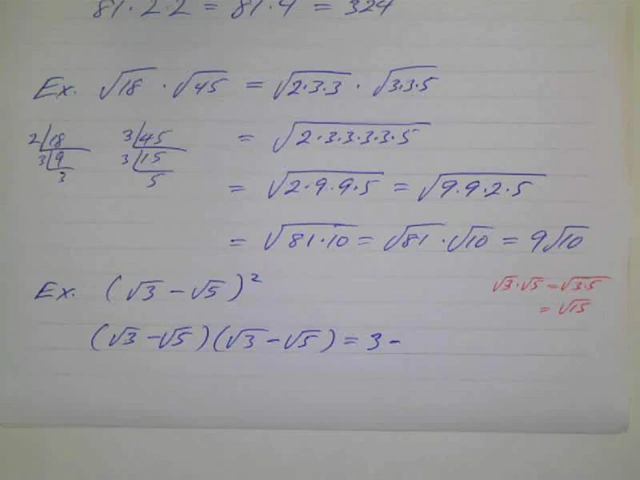 81·2·2 = 81·4 = 324
Ex. √18 · √45 = √2·3·3 · √3·3·5
2 18 3 45 = √2·3·3·3·3·5
3 9 3 15
3 5
= √2·9·9·5 = √9·9·2·5
= √81·10 = √81 · √10 = 9√10
Ex. (√3 − √5)²
√3·√5 = √3·5
= √15
(√3 − √5)(√3 − √5) = 3 −